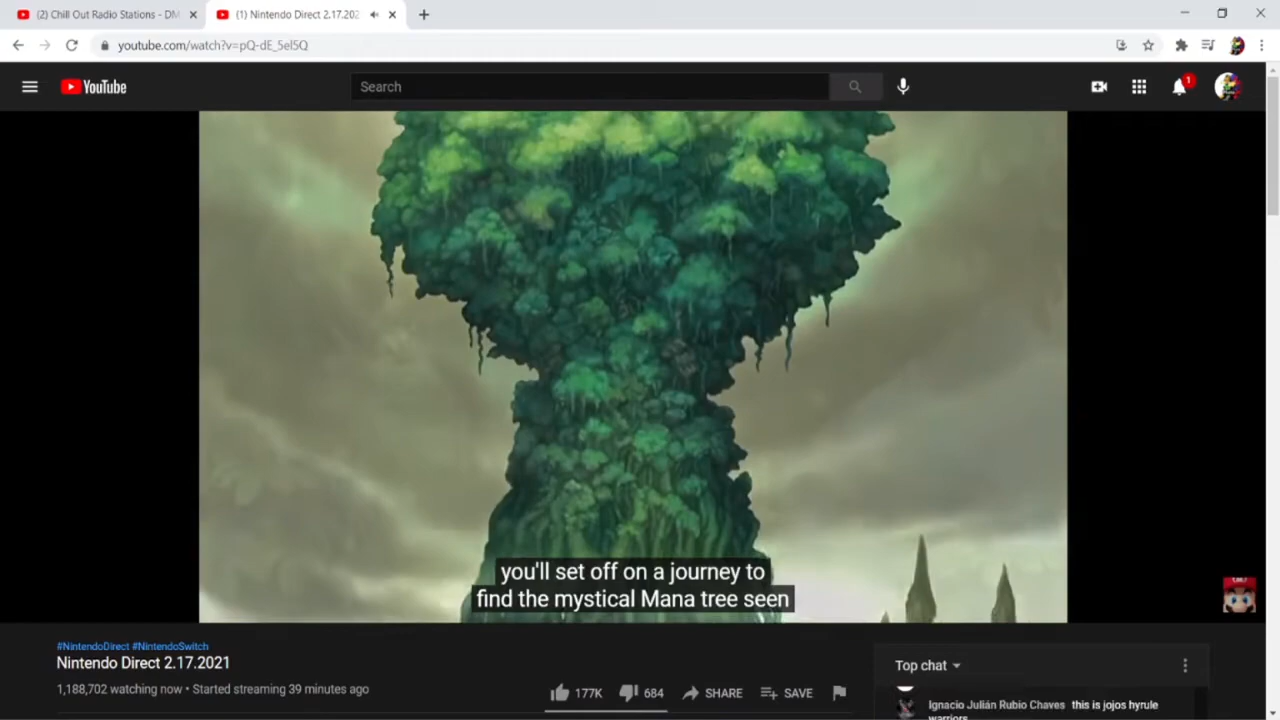 (2) Chill Out Radio Stations - DM
(1) Nintendo Direct 2.17.202
youtube.com/watch?v=pQ-dE_5el5Q
YouTube
Search
1
you'll set off on a journey to
find the mystical Mana tree seen
#NintendoDirect #NintendoSwitch
Nintendo Direct 2.17.2021
1,188,702 watching now • Started streaming 39 minutes ago
177K
684
SHARE
SAVE
Top chat
Ignacio Julián Rubio Chaves this is jojos hyrule
warriors